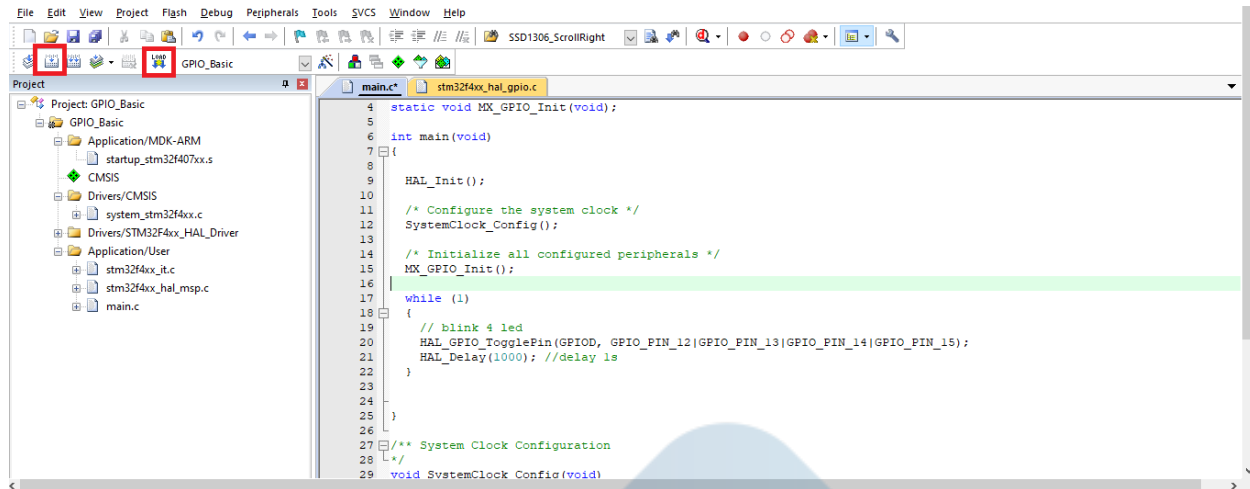 File Edit View Project Flash Debug Peripherals Tools SVCS Window Help
SSD1306_ScrollRight
LOAD GPIO_Basic
Project
main.c* stm32f4xx_hal_gpio.c
Project: GPIO_Basic
GPIO_Basic
Application/MDK-ARM
startup_stm32f407xx.s
CMSIS
Drivers/CMSIS
system_stm32f4xx.c
Drivers/STM32F4xx_HAL_Driver
Application/User
stm32f4xx_it.c
stm32f4xx_hal_msp.c
main.c
4 static void MX_GPIO_Init(void);
5
6 int main(void)
7 {
8
9 HAL_Init();
10
11 /* Configure the system clock */
12 SystemClock_Config();
13
14 /* Initialize all configured peripherals */
15 MX_GPIO_Init();
16
17 while (1)
18 {
19 // blink 4 led
20 HAL_GPIO_TogglePin(GPIOD, GPIO_PIN_12|GPIO_PIN_13|GPIO_PIN_14|GPIO_PIN_15);
21 HAL_Delay(1000); //delay 1s
22 }
23
24
25 }
26
27 /** System Clock Configuration
28 */
29 void SystemClock_Config(void)